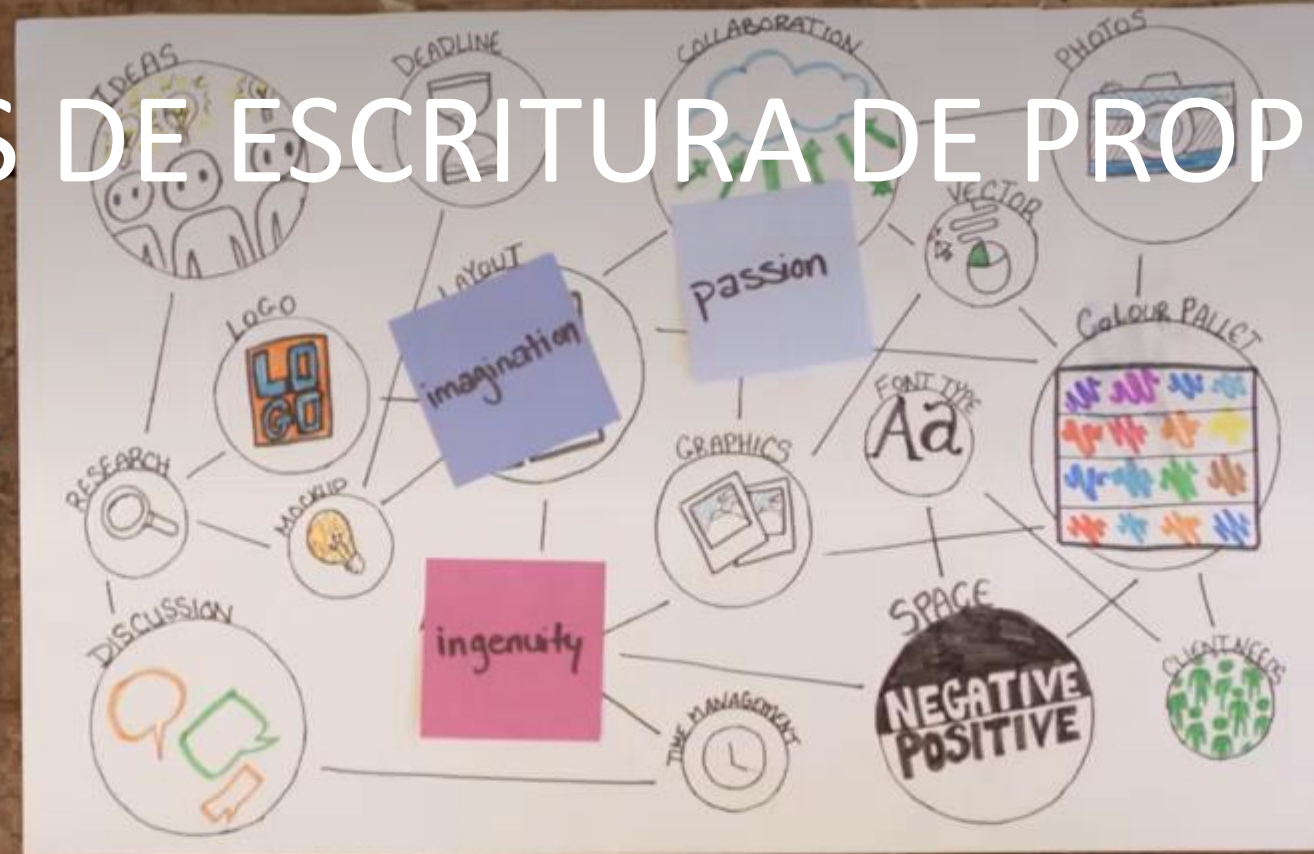 IDEAS
DEADLINE
COLLABORATION
PHOTOS
S DE ESCRITURA DE PROP
VECTOR
LAYOUT
passion
LOGO
LO
GO
COLOUR PALLET
imagination
FONT TYPE
Aa
GRAPHICS
RESEARCH
MOCKUP
DISCUSSION
ingenuity
SPACE
NEGATIVE
POSITIVE
CLIENT NEEDS
TIME MANAGEMENT